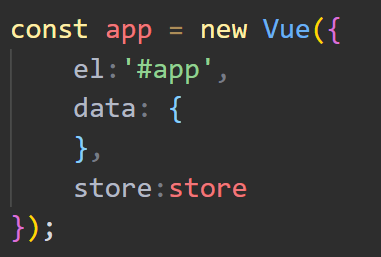 const app = new Vue({
    el:'#app',
    data: {
    },
    store:store
});